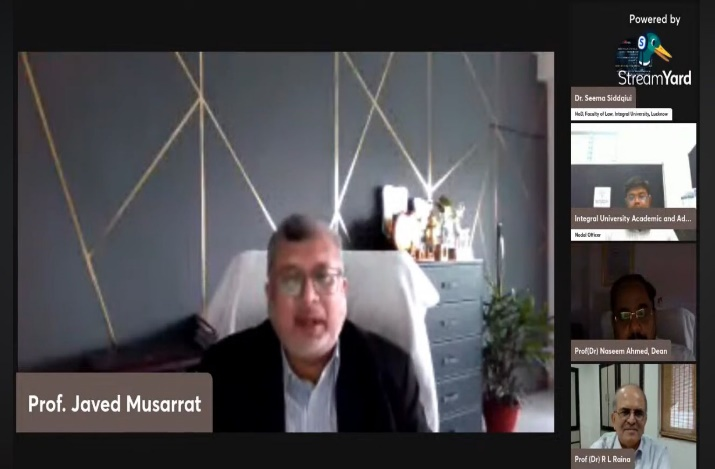 Powered by
StreamYard
Dr. Seema Siddqiui
HoD, Faculty of Law, Integral University, Lucknow
Integral University Academic and Ad...
Nodal Officer
Prof(Dr) Naseem Ahmed, Dean
Prof. Javed Musarrat
Prof (Dr) R L Raina